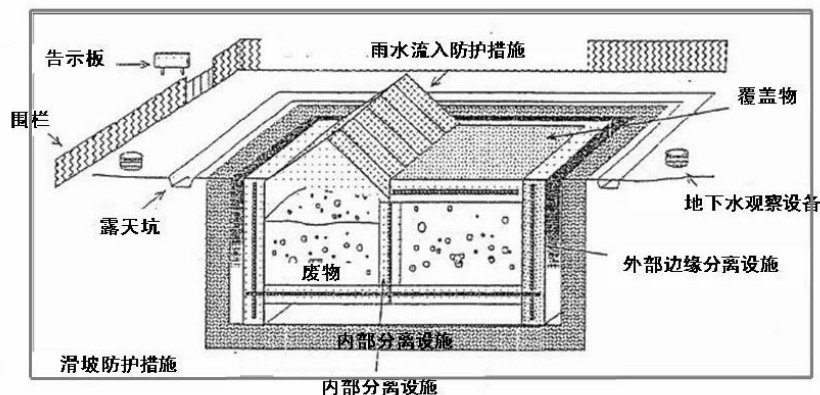 雨水流入防护措施
告示板
覆盖物
围栏
地下水观察设备
露天坑
外部边缘分离设施
废物
内部分离设施
滑坡防护措施
内部分离设施